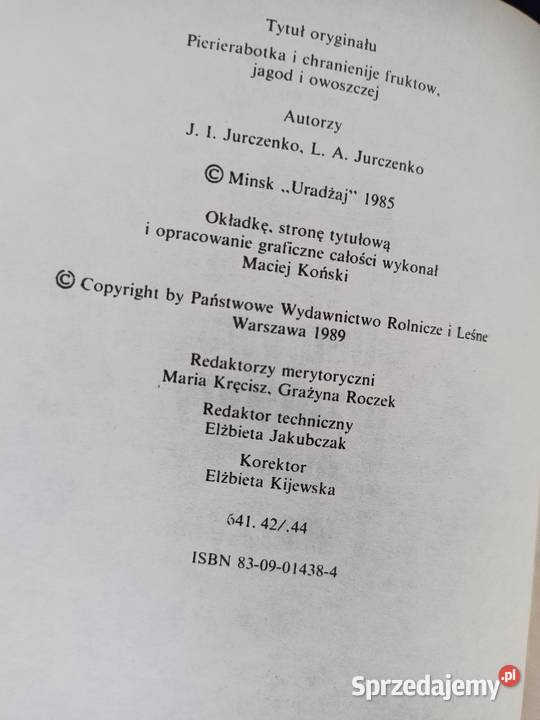 Tytuł oryginału
Pierierabotka i chranienije fruktow,
jagod i owoszczej
Autorzy
J. I. Jurczenko, L. A. Jurczenko
© Minsk „Uradżaj" 1985
Okładkę, stronę tytułową
i opracowanie graficzne całości wykonał
Maciej Koński
© Copyright by Państwowe Wydawnictwo Rolnicze i Leśne
Warszawa 1989
Redaktorzy merytoryczni
Maria Kręcisz, Grażyna Roczek
Redaktor techniczny
Elżbieta Jakubczak
Korektor
Elżbieta Kijewska
641. 42/.44
ISBN 83-09-01438-4
Sprzedajemy.pl